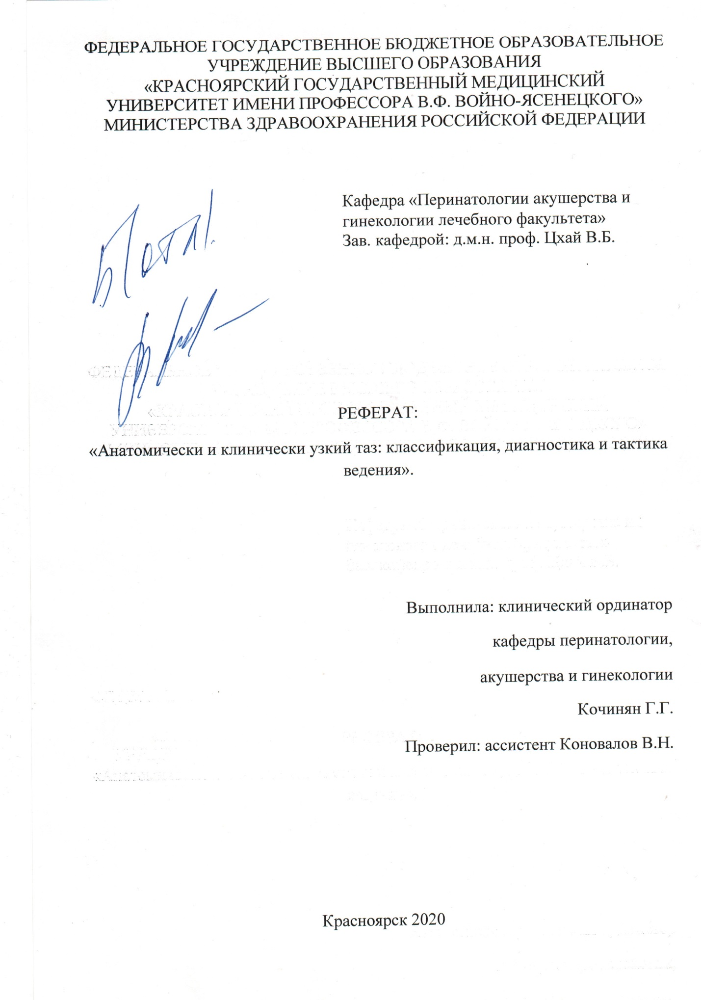 ФЕДЕРАЛЬНОЕ ГОСУДАРСТВЕННОЕ БЮДЖЕТНОЕ ОБРАЗОВАТЕЛЬНОЕ
УЧРЕЖДЕНИЕ ВЫСШЕГО ОБРАЗОВАНИЯ
«КРАСНОЯРСКИЙ ГОСУДАРСТВЕННЫЙ МЕДИЦИНСКИЙ
УНИВЕРСИТЕТ ИМЕНИ ПРОФЕССОРА В.Ф. ВОЙНО-ЯСЕНЕЦКОГО»
МИНИСТЕРСТВА ЗДРАВООХРАНЕНИЯ РОССИЙСКОЙ ФЕДЕРАЦИИ
Кафедра «Перинатологии акушерства и
гинекологии лечебного факультета»
Зав. кафедрой: д.м.н. проф. Цхай В.Б.
РЕФЕРАТ:
«Анатомически и клинически узкий таз: классификация, диагностика и тактика
ведения».
Выполнила: клинический ординатор
кафедры перинатологии,
акушерства и гинекологии
Кочинян Г.Г.
Проверил: ассистент Коновалов В.Н.
Красноярск 2020